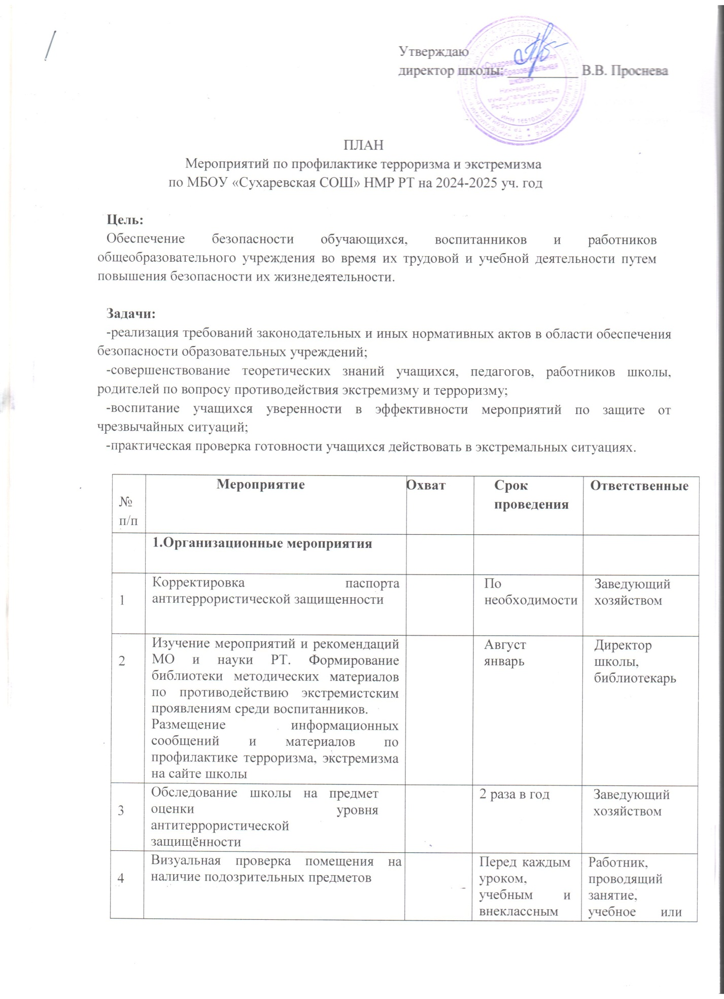 Утверждаю
директор школы: __________ В.В. Проснева
общеобразовательная
школа»
Нижнекамского
муниципального района
Республики Татарстан
ПЛАН
Мероприятий по профилактике терроризма и экстремизма
по МБОУ «Сухаревская СОШ» НМР РТ на 2024-2025 уч. год
Цель:
Обеспечение безопасности обучающихся, воспитанников и работников
общеобразовательного учреждения во время их трудовой и учебной деятельности путем
повышения безопасности их жизнедеятельности.
Задачи:
-реализация требований законодательных и иных нормативных актов в области обеспечения
безопасности образовательных учреждений;
-совершенствование теоретических знаний учащихся, педагогов, работников школы,
родителей по вопросу противодействия экстремизму и терроризму;
-воспитание учащихся уверенности в эффективности мероприятий по защите от
чрезвычайных ситуаций;
-практическая проверка готовности учащихся действовать в экстремальных ситуациях.
№
п/п
Мероприятие
Охват
Срок
проведения
Ответственные
1.Организационные мероприятия
1
Корректировка паспорта
антитеррористической защищенности
По
необходимости
Заведующий
хозяйством
2
Изучение мероприятий и рекомендаций
МО и науки РТ. Формирование
библиотеки методических материалов
по противодействию экстремистским
проявлениям среди воспитанников.
Размещение информационных
сообщений и материалов по
профилактике терроризма, экстремизма
на сайте школы
Август
январь
Директор
школы,
библиотекарь
3
Обследование школы на предмет
оценки уровня
антитеррористической
защищённости
2 раза в год
Заведующий
хозяйством
4
Визуальная проверка помещения на
наличие подозрительных предметов
Перед каждым
уроком,
учебным и
внеклассным
Работник,
проводящий
занятие,
учебное или